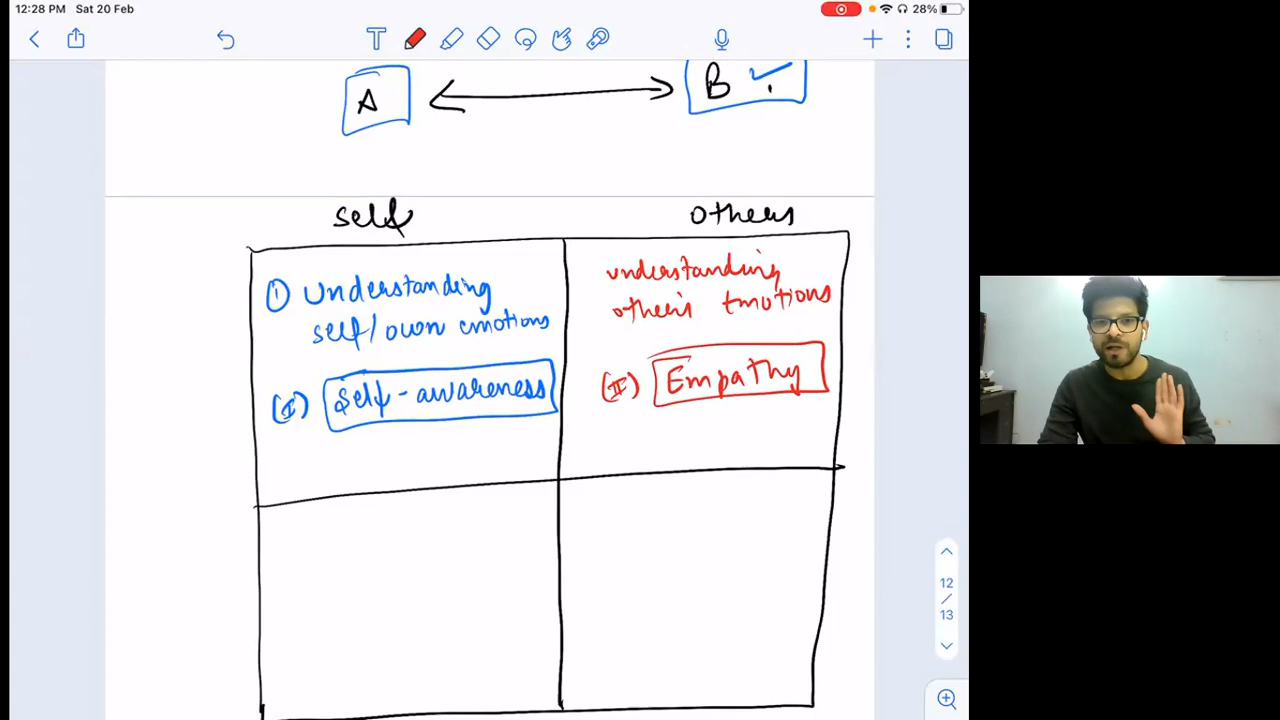 12:28 PM Sat 20 Feb
28%
T
A
B
self
others
① Understanding
self/own emotions
(I) Self-awareness
understanding
other's Emotions
(II) Empathy
12
/
13